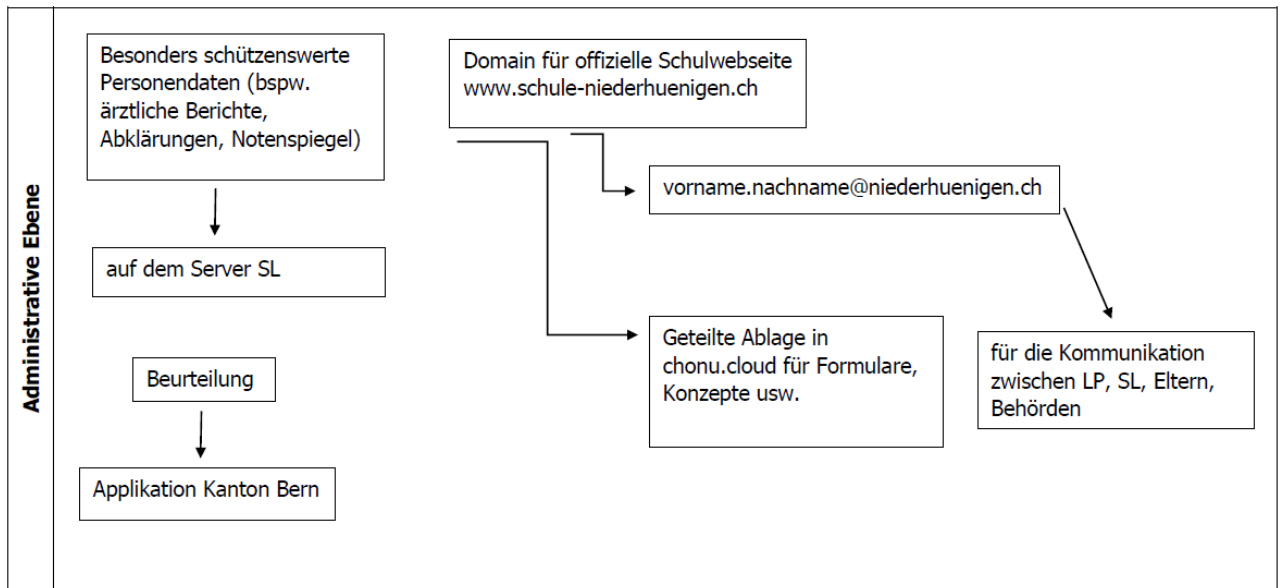 Administrative Ebene
Besonders schützenswerte
Personendaten (bspw.
ärztliche Berichte,
Abklärungen, Notenspiegel)
auf dem Server SL
Beurteilung
Applikation Kanton Bern
Domain für offizielle Schulwebseite
www.schule-niederhuenigen.ch
vorname.nachname@niederhuenigen.ch
Geteilte Ablage in
chonu.cloud für Formulare,
Konzepte usw.
für die Kommunikation
zwischen LP, SL, Eltern,
Behörden